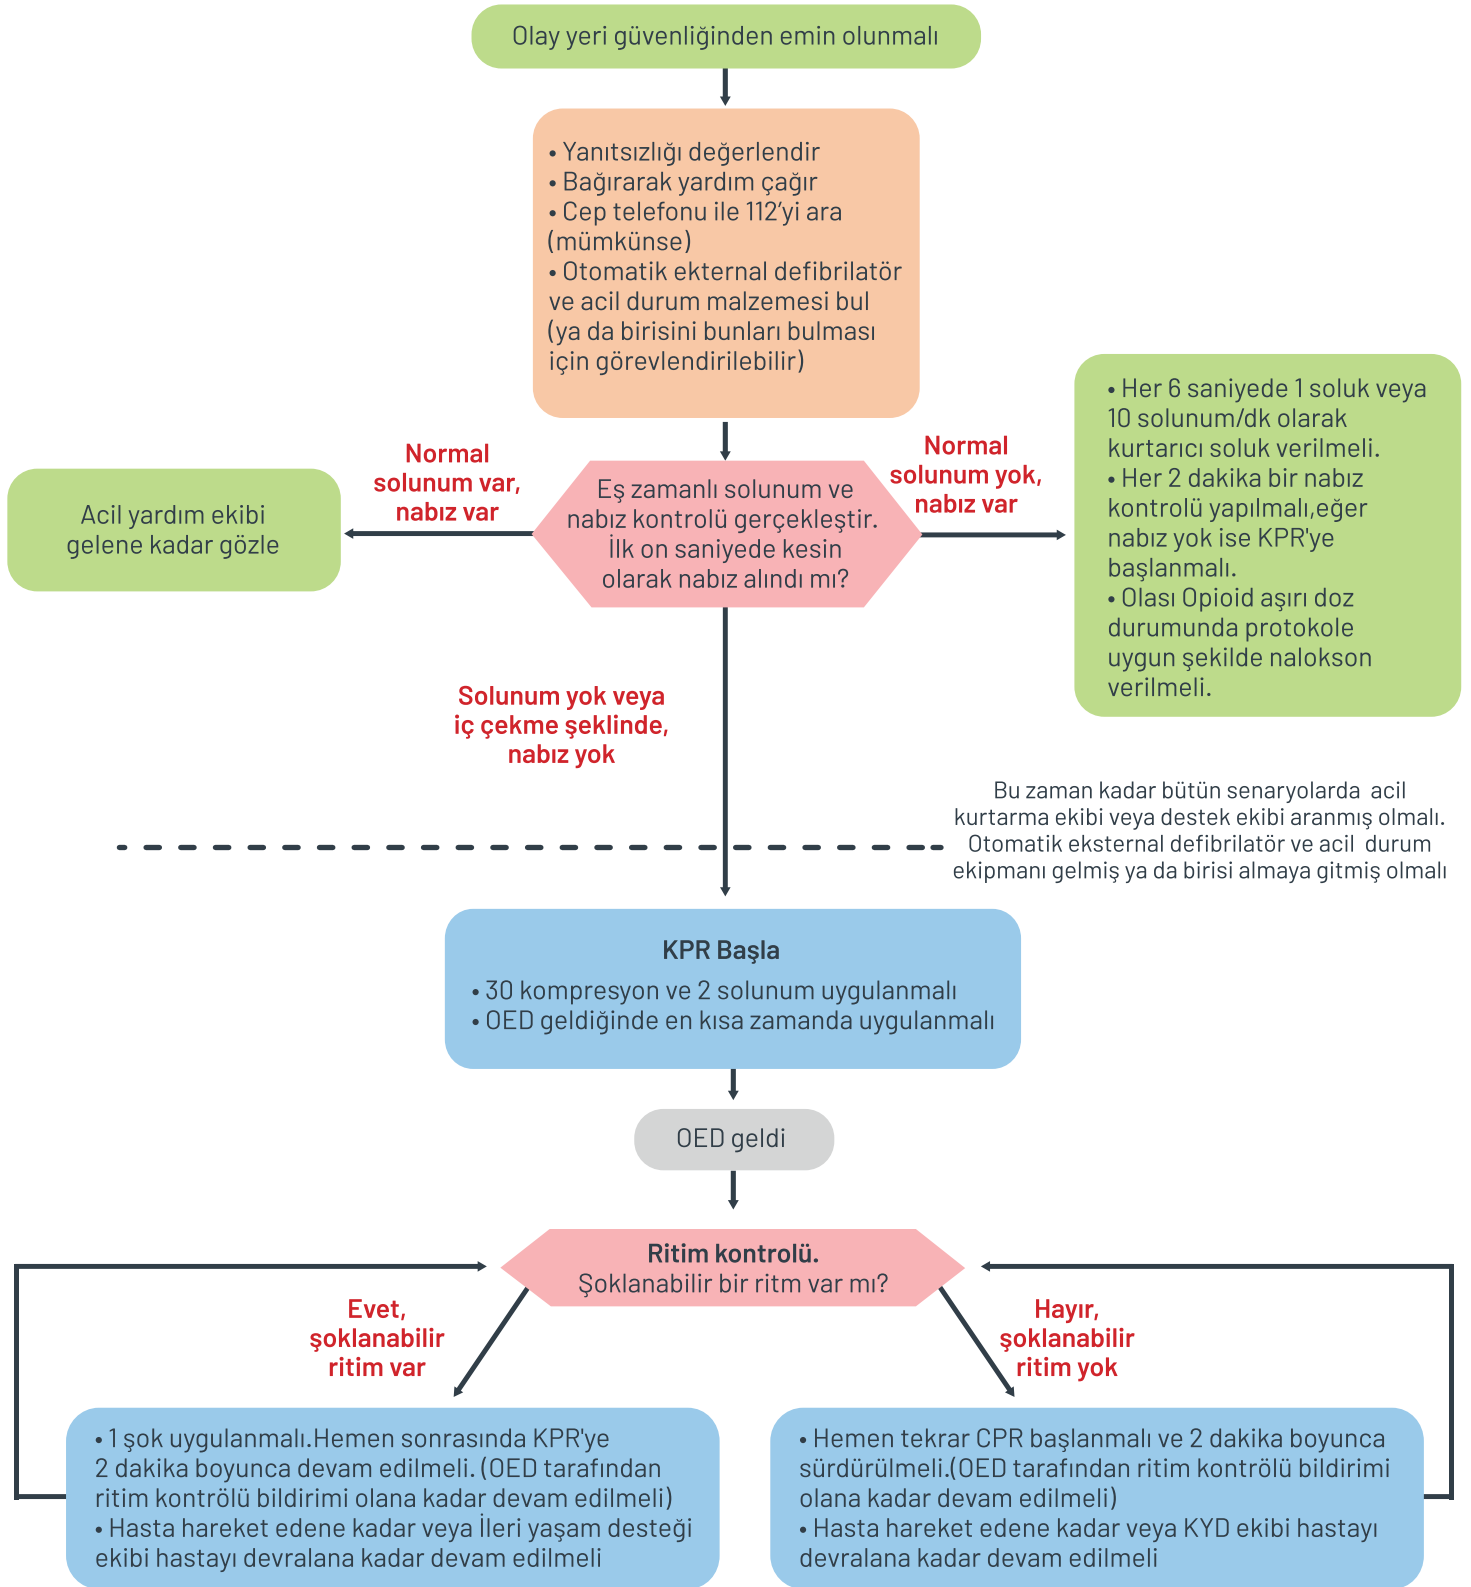 Olay yeri güvenliğinden emin olunmalı
• Yanıtsızlığı değerlendir
• Bağırarak yardım çağır
• Cep telefonu ile 112’yi ara
(mümkünse)
• Otomatik ekternal defibrilatör
ve acil durum malzemesi bul
(ya da birisini bunları bulması
için görevlendirilebilir)
Normal
solunum var,
nabız var
Acil yardım ekibi
gelene kadar gözle
Eş zamanlı solunum ve
nabız kontrolü gerçekleştir.
İlk on saniyede kesin
olarak nabız alındı mı?
Normal
solunum yok,
nabız var
• Her 6 saniyede 1 soluk veya
10 solunum/dk olarak
kurtarıcı soluk verilmeli.
• Her 2 dakika bir nabız
kontrolü yapılmalı,eğer
nabız yok ise KPR'ye
başlanmalı.
• Olası Opioid aşırı doz
durumunda protokole
uygun şekilde nalokson
verilmeli.
Solunum yok veya
iç çekme şeklinde,
nabız yok
Bu zaman kadar bütün senaryolarda acil
kurtarma ekibi veya destek ekibi aranmış olmalı.
Otomatik eksternal defibrilatör ve acil durum
ekipmanı gelmiş ya da birisi almaya gitmiş olmalı
KPR Başla
• 30 kompresyon ve 2 solunum uygulanmalı
• OED geldiğinde en kısa zamanda uygulanmalı
OED geldi
Ritim kontrolü.
Şoklanabilir bir ritm var mı?
Evet,
şoklanabilir
ritim var
Hayır,
şoklanabilir
ritim yok
• 1 şok uygulanmalı.Hemen sonrasında KPR'ye
2 dakika boyunca devam edilmeli. (OED tarafından
ritim kontrölü bildirimi olana kadar devam edilmeli)
• Hasta hareket edene kadar veya İleri yaşam desteği
ekibi hastayı devralana kadar devam edilmeli
• Hemen tekrar CPR başlanmalı ve 2 dakika boyunca
sürdürülmeli.(OED tarafından ritim kontrölü bildirimi
olana kadar devam edilmeli)
• Hasta hareket edene kadar veya KYD ekibi hastayı
devralana kadar devam edilmeli